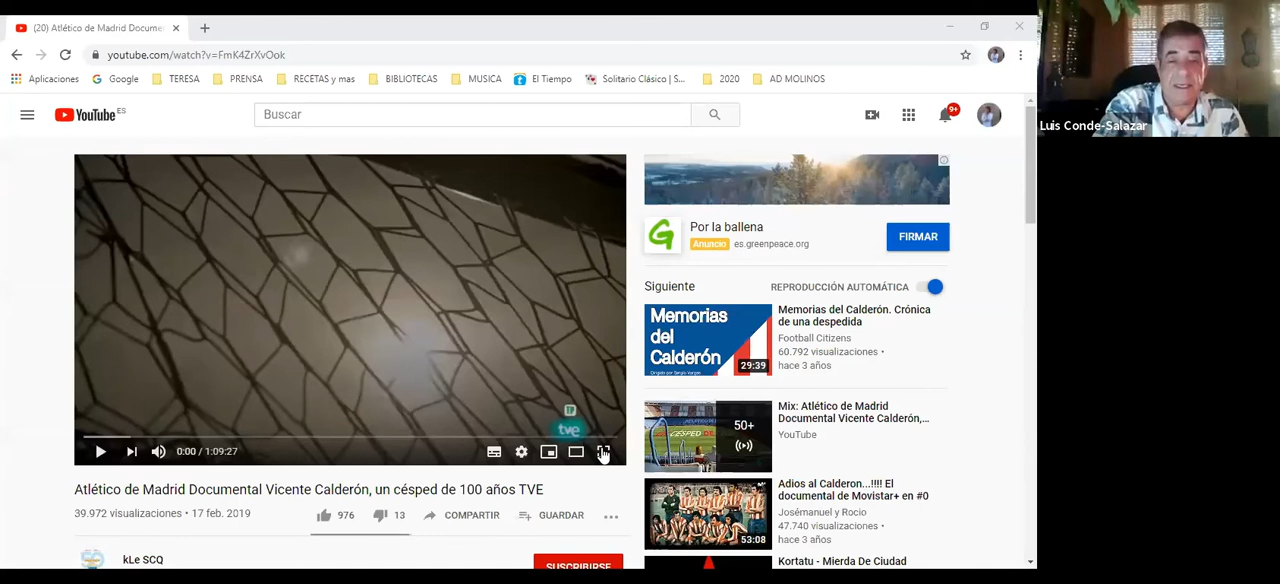 (20) Atlético de Madrid Docume
youtube.com/watch?v=FmK4ZrXvOok
Aplicaciones Google TERESA PRENSA RECETAS y mas BIBLIOTECAS MUSICA El Tiempo Solitario Clásico | S... 2020 AD MOLINOS
YouTube ES
Buscar
9+
Luis Conde-Salazar
tve
0:00 / 1:09:27
Atlético de Madrid Documental Vicente Calderón, un césped de 100 años TVE
39.972 visualizaciones • 17 feb. 2019
976 13 COMPARTIR GUARDAR
kLe SCQ
SUSCRIBIRSE
Por la ballena
Anuncio es.greenpeace.org
FIRMAR
Siguiente REPRODUCCIÓN AUTOMÁTICA
Memorias
del
Calderón
29:39
Memorias del Calderón. Crónica
de una despedida
Football Citizens
60.792 visualizaciones •
hace 3 años
50+
Mix: Atlético de Madrid
Documental Vicente Calderón,...
YouTube
53:08
Adios al Calderon...!!!! El
documental de Movistar+ en #0
Josémanuel y Rocio
47.740 visualizaciones •
hace 3 años
Kortatu - Mierda De Ciudad